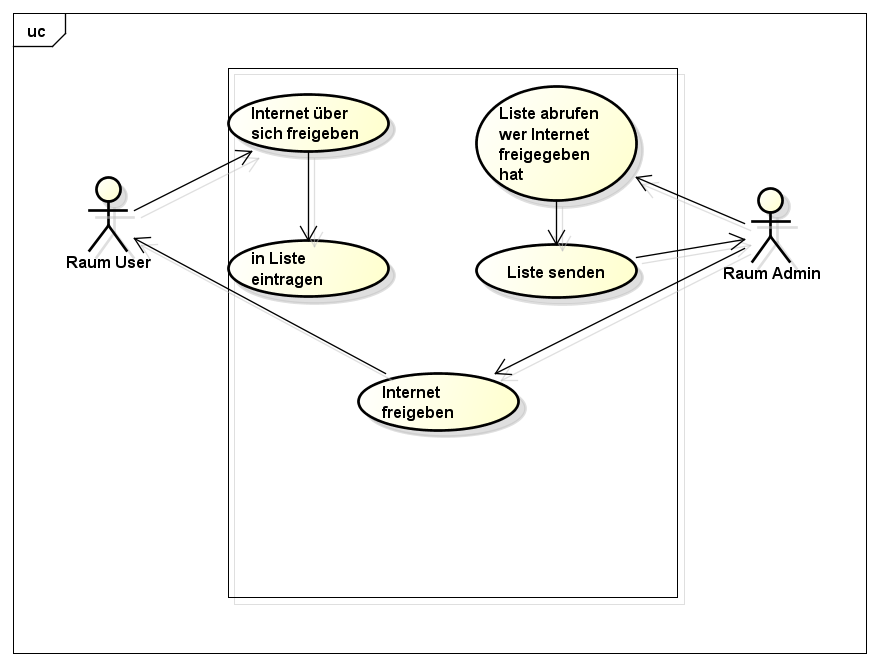 uc
Internet über
sich freigeben
Liste abrufen
wer Internet
freigegeben
hat
Raum User
in Liste
eintragen
Liste senden
Raum Admin
Internet
freigeben